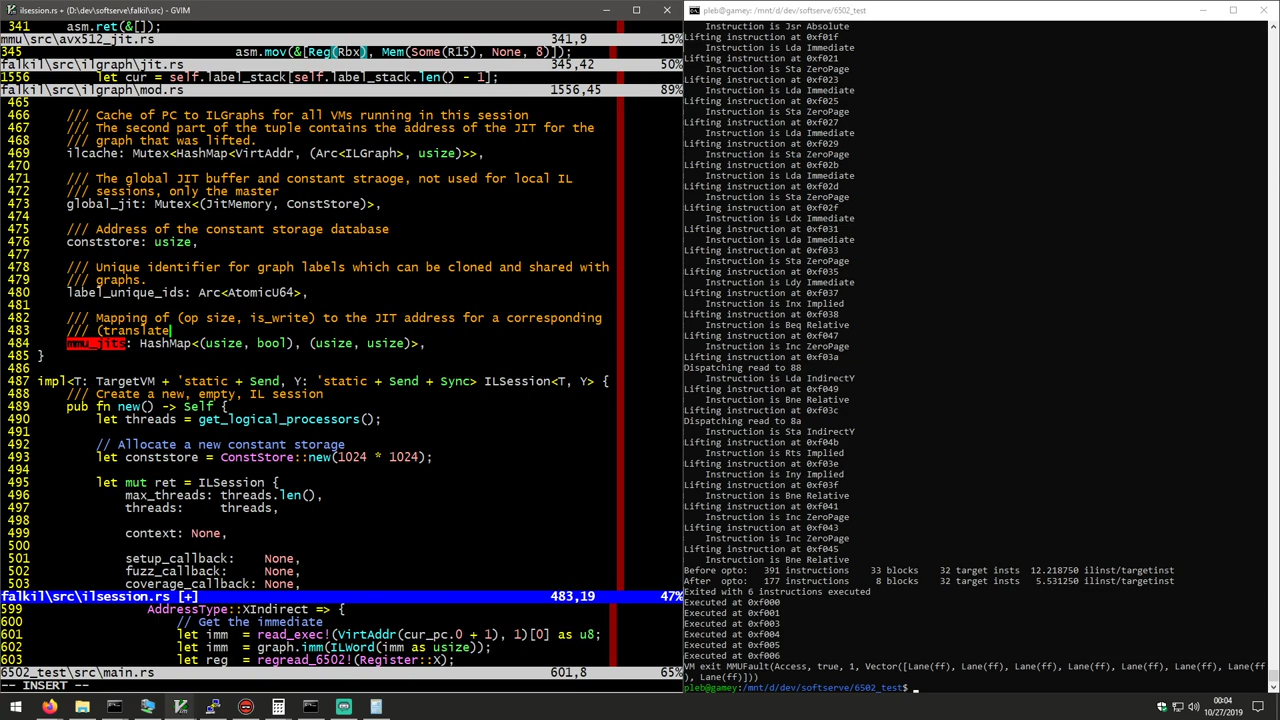 ilsession.rs + (D:\dev\softserve\falkil\src) - GVIM
341     asm.ret(&[]);
mmu\src\avx512_jit.rs 341,9 19%
345     asm.mov(&[Reg(Rbx), Mem(Some(R15), None, 8)]);
falkil\src\ilgraph\jit.rs 345,42 50%
1556     let cur = self.label_stack[self.label_stack.len() - 1];
falkil\src\ilgraph\mod.rs 1556,45 89%
465
466     /// Cache of PC to ILGraphs for all VMs running in this session
467     /// The second part of the tuple contains the address of the JIT for the
468     /// graph that was lifted.
469     ilcache: Mutex<HashMap<VirtAddr, (Arc<ILGraph>, usize)>>,
470
471     /// The global JIT buffer and constant straoge, not used for local IL
472     /// sessions, only the master
473     global_jit: Mutex<(JitMemory, ConstStore)>,
474
475     /// Address of the constant storage database
476     conststore: usize,
477
478     /// Unique identifier for graph labels which can be cloned and shared with
479     /// graphs.
480     label_unique_ids: Arc<AtomicU64>,
481
482     /// Mapping of (op size, is_write) to the JIT address for a corresponding
483     /// (translate
484     mmu_jits: HashMap<(usize, bool), (usize, usize)>,
485 }
486
487 impl<T: TargetVM + 'static + Send, Y: 'static + Send + Sync> ILSession<T, Y> {
488     /// Create a new, empty, IL session
489     pub fn new() -> Self {
490         let threads = get_logical_processors();
491
492         // Allocate a new constant storage
493         let conststore = ConstStore::new(1024 * 1024);
494
495         let mut ret = ILSession {
496             max_threads: threads.len(),
497             threads:     threads,
498
499             context: None,
500
501             setup_callback:    None,
502             fuzz_callback:     None,
503             coverage_callback: None,
falkil\src\ilsession.rs [+] 483,19 47%
599     AddressType::XIndirect => {
600         // Get the immediate
601         let imm  = read_exec!(VirtAddr(cur_pc.0 + 1), 1)[0] as u8;
602         let imm  = graph.imm(ILWord(imm as usize));
603         let reg  = regread_6502!(Register::X);
6502_test\src\main.rs 601,8 65%
-- INSERT --
pleb@gamey: /mnt/d/dev/softserve/6502_test
Instruction is Jsr Absolute
Lifting instruction at 0xf01f
Instruction is Lda Immediate
Lifting instruction at 0xf021
Instruction is Sta ZeroPage
Lifting instruction at 0xf023
Instruction is Lda Immediate
Lifting instruction at 0xf025
Instruction is Sta ZeroPage
Lifting instruction at 0xf027
Instruction is Lda Immediate
Lifting instruction at 0xf029
Instruction is Sta ZeroPage
Lifting instruction at 0xf02b
Instruction is Lda Immediate
Lifting instruction at 0xf02d
Instruction is Sta ZeroPage
Lifting instruction at 0xf02f
Instruction is Ldx Immediate
Lifting instruction at 0xf031
Instruction is Lda Immediate
Lifting instruction at 0xf033
Instruction is Sta ZeroPage
Lifting instruction at 0xf035
Instruction is Ldy Immediate
Lifting instruction at 0xf037
Instruction is Inx Implied
Lifting instruction at 0xf038
Instruction is Beq Relative
Lifting instruction at 0xf047
Lifting instruction at 0xf03a
Dispatching read to 88
Instruction is Lda IndirectY
Lifting instruction at 0xf049
Instruction is Bne Relative
Lifting instruction at 0xf03c
Dispatching read to 8a
Instruction is Sta IndirectY
Lifting instruction at 0xf04b
Instruction is Rts Implied
Lifting instruction at 0xf03e
Instruction is Iny Implied
Lifting instruction at 0xf03f
Instruction is Bne Relative
Lifting instruction at 0xf041
Instruction is Inc ZeroPage
Lifting instruction at 0xf043
Instruction is Inc ZeroPage
Lifting instruction at 0xf045
Instruction is Bne Relative
Before opto:  391 instructions    33 blocks    32 target insts  12.218750 ilinst/targetinst
After  opto:  177 instructions     8 blocks    32 target insts   5.531250 ilinst/targetinst
Exited with 6 instructions executed
Executed at 0xf000
Executed at 0xf001
Executed at 0xf003
Executed at 0xf004
Executed at 0xf005
Executed at 0xf006
VM exit MMUFault(Access, true, 1, Vector([Lane(ff), Lane(ff), Lane(ff), Lane(ff), Lane(ff), Lane(ff), Lane(ff
), Lane(ff)]))
pleb@gamey:/mnt/d/dev/softserve/6502_test$
00:04
10/27/2019